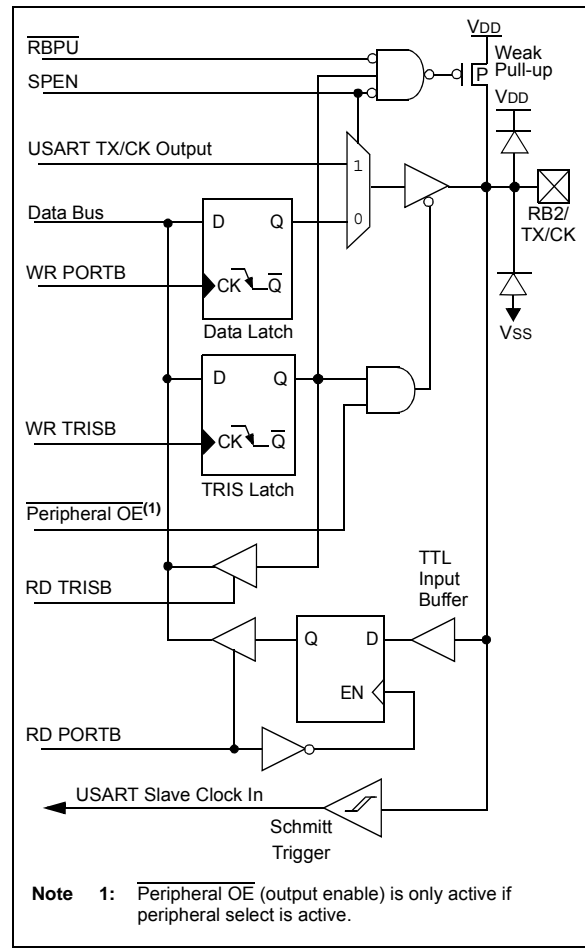 VDD
RBPU
Weak
Pull-up
SPEN
P
VDD
USART TX/CK Output
1
Data Bus
D
Q
0
RB2/
TX/CK
WR PORTB
CK
Q
Data Latch
VSS
D
Q
WR TRISB
CK
Q
TRIS Latch
Peripheral OE(1)
TTL
Input
Buffer
RD TRISB
Q
D
EN
RD PORTB
USART Slave Clock In
Schmitt
Trigger
Note 1: Peripheral OE (output enable) is only active if
peripheral select is active.